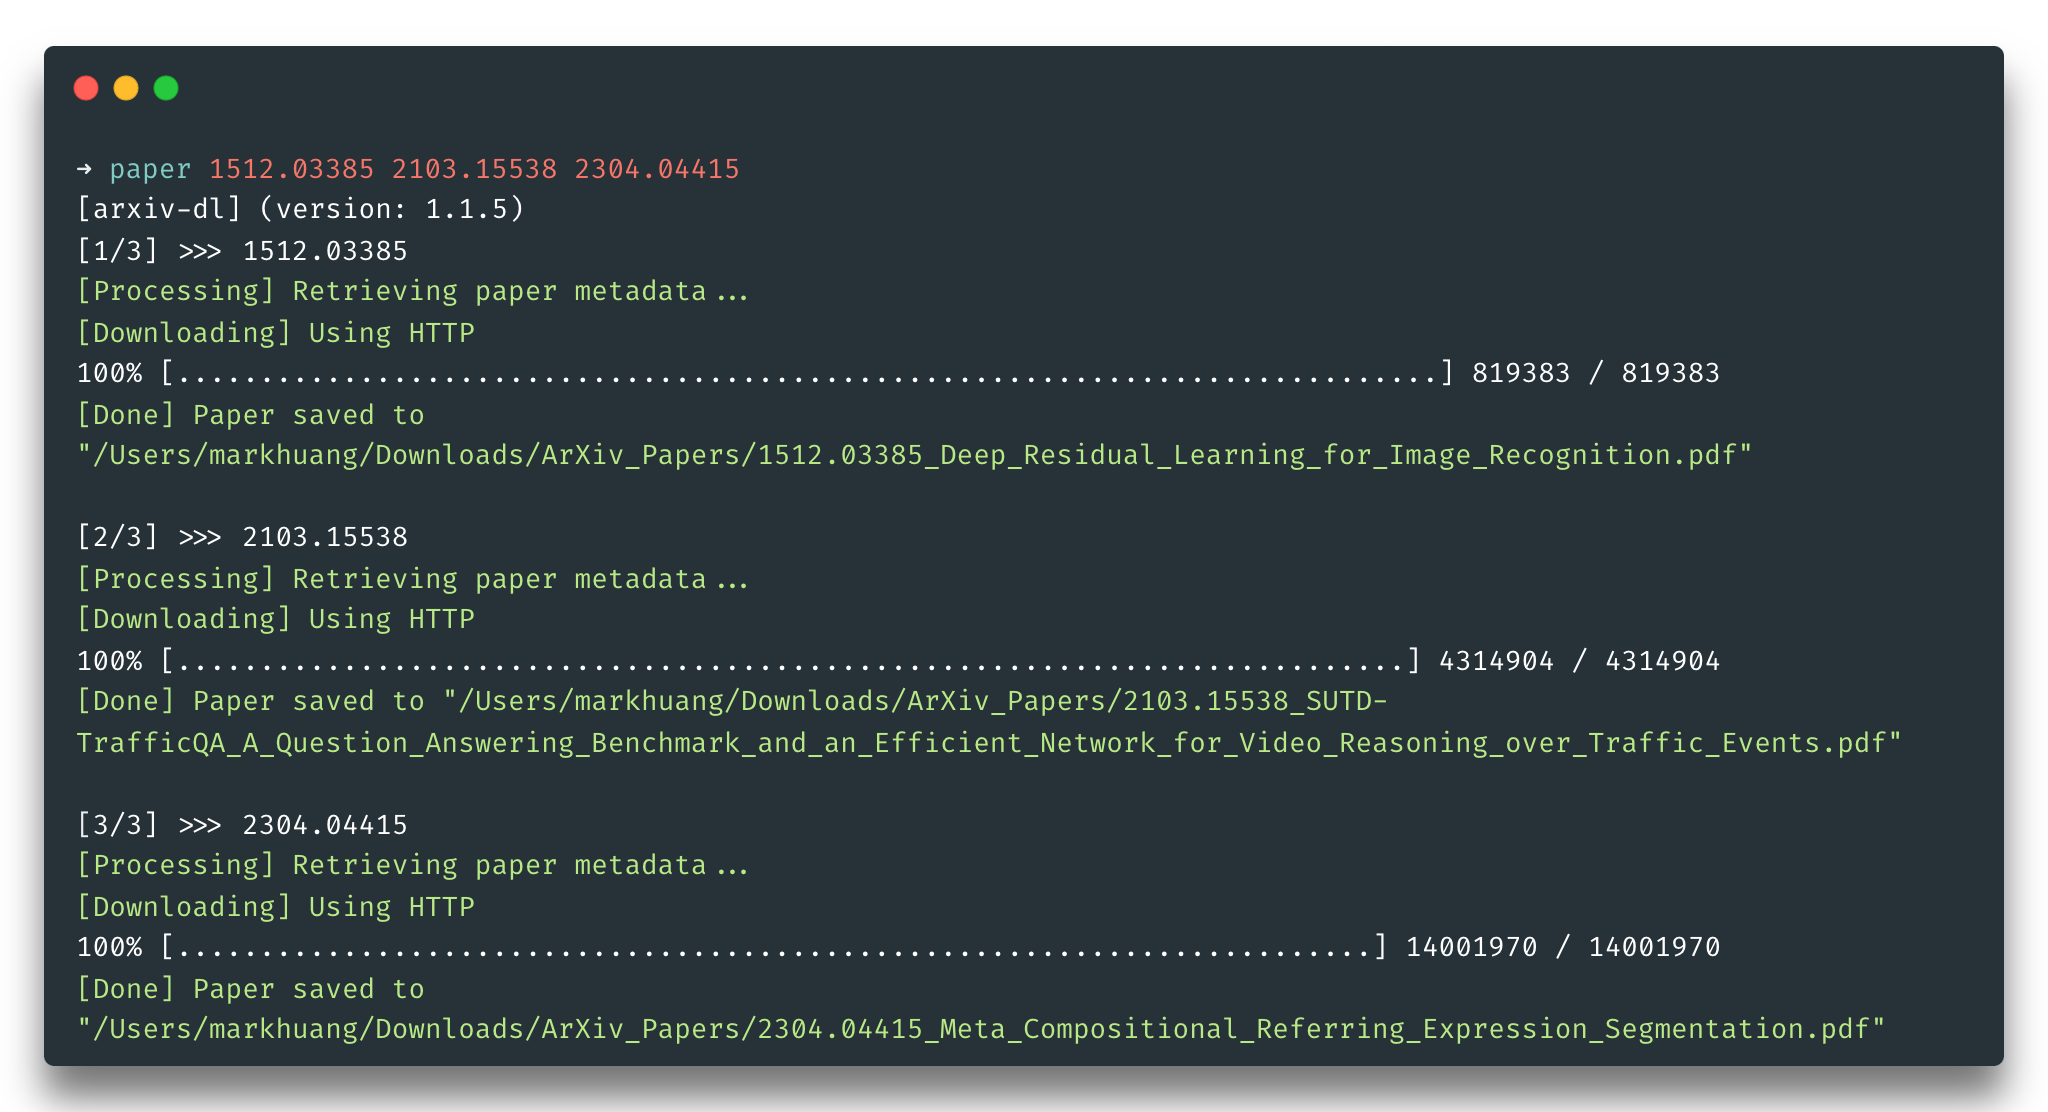 → paper 1512.03385 2103.15538 2304.04415
[arxiv-dl] (version: 1.1.5)
[1/3] >>> 1512.03385
[Processing] Retrieving paper metadata...
[Downloading] Using HTTP
100% [............................................................................] 819383 / 819383
[Done] Paper saved to
"/Users/markhuang/Downloads/ArXiv_Papers/1512.03385_Deep_Residual_Learning_for_Image_Recognition.pdf"
[2/3] >>> 2103.15538
[Processing] Retrieving paper metadata...
[Downloading] Using HTTP
100% [..........................................................................] 4314904 / 4314904
[Done] Paper saved to "/Users/markhuang/Downloads/ArXiv_Papers/2103.15538_SUTD-
TrafficQA_A_Question_Answering_Benchmark_and_an_Efficient_Network_for_Video_Reasoning_over_Traffic_Events.pdf"
[3/3] >>> 2304.04415
[Processing] Retrieving paper metadata...
[Downloading] Using HTTP
100% [........................................................................] 14001970 / 14001970
[Done] Paper saved to
"/Users/markhuang/Downloads/ArXiv_Papers/2304.04415_Meta_Compositional_Referring_Expression_Segmentation.pdf"